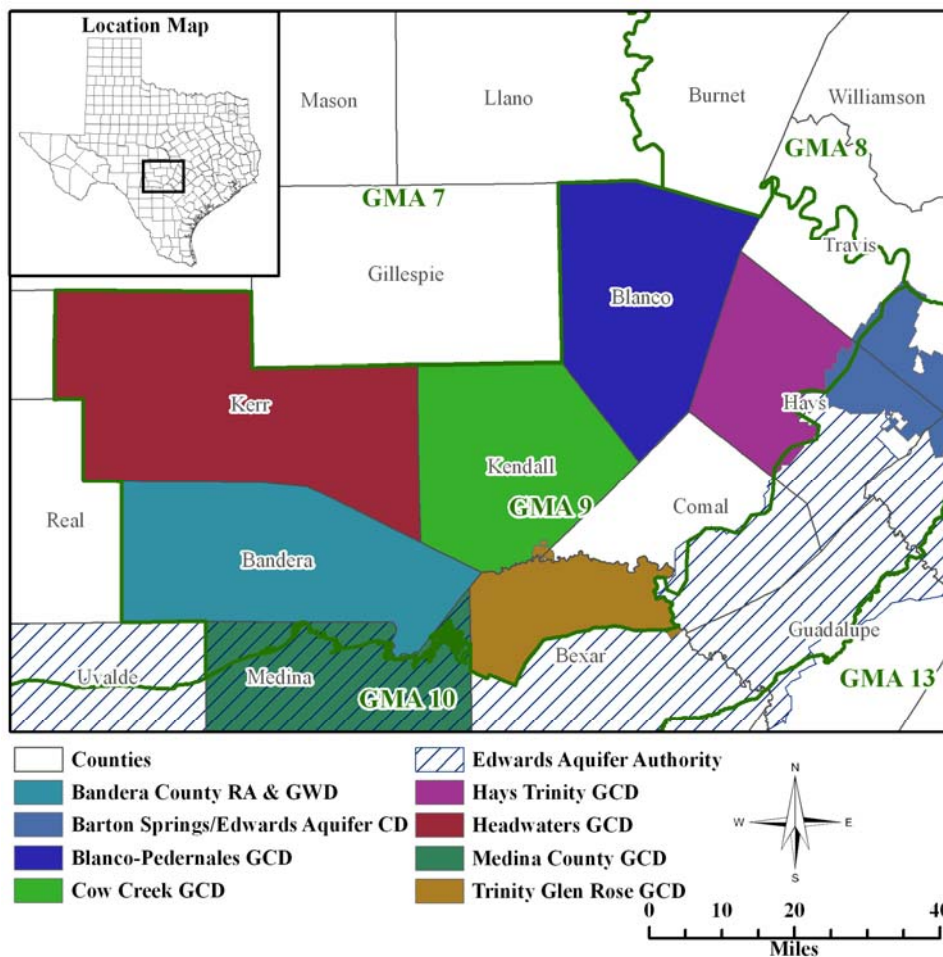 Location Map
Mason
Llano
Burnet
Williamson
GMA 8
GMA 7
Travis
Gillespie
Blanco
Kerr
Hays
Kendall
GMA 9
Comal
Real
Bandera
Guadalupe
Bexar
Uvalde
Medina
GMA 13
GMA 10
Counties
Bandera County RA & GWD
Barton Springs/Edwards Aquifer CD
Blanco-Pedernales GCD
Cow Creek GCD
Edwards Aquifer Authority
Hays Trinity GCD
Headwaters GCD
Medina County GCD
Trinity Glen Rose GCD
N
W E
S
0 10 20 40
Miles